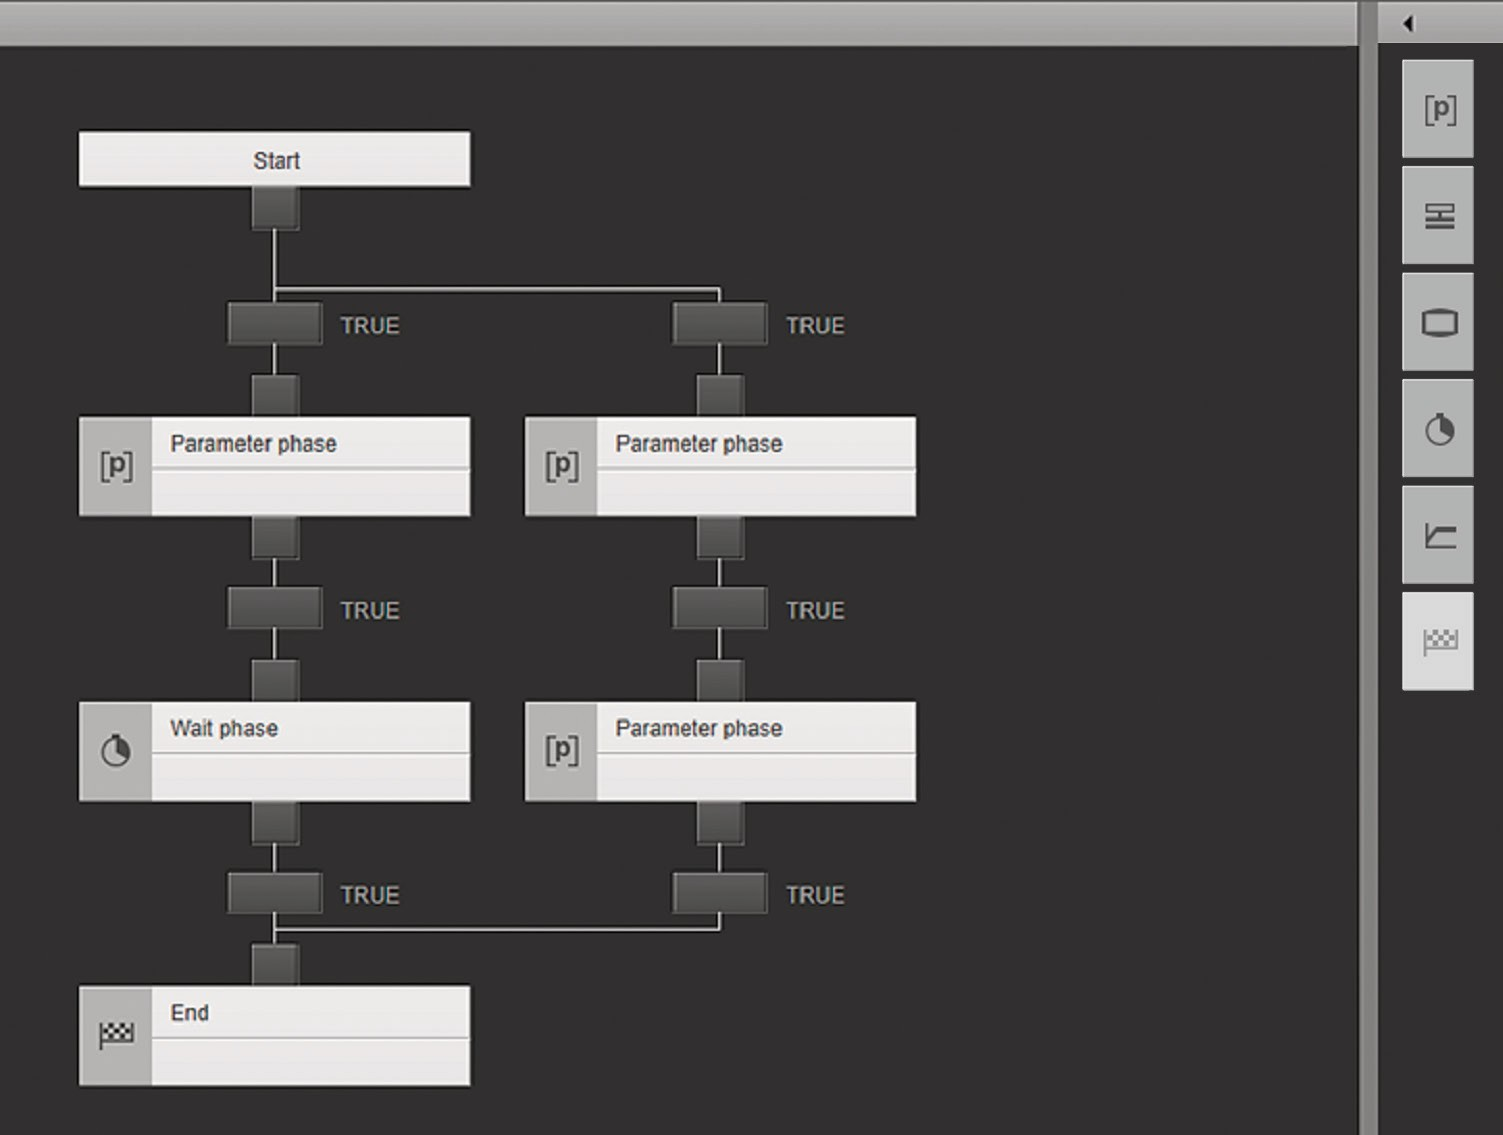 Start
TRUE
TRUE
[p]
Parameter phase
[p]
Parameter phase
TRUE
TRUE
Wait phase
[p]
Parameter phase
TRUE
TRUE
End
[p]